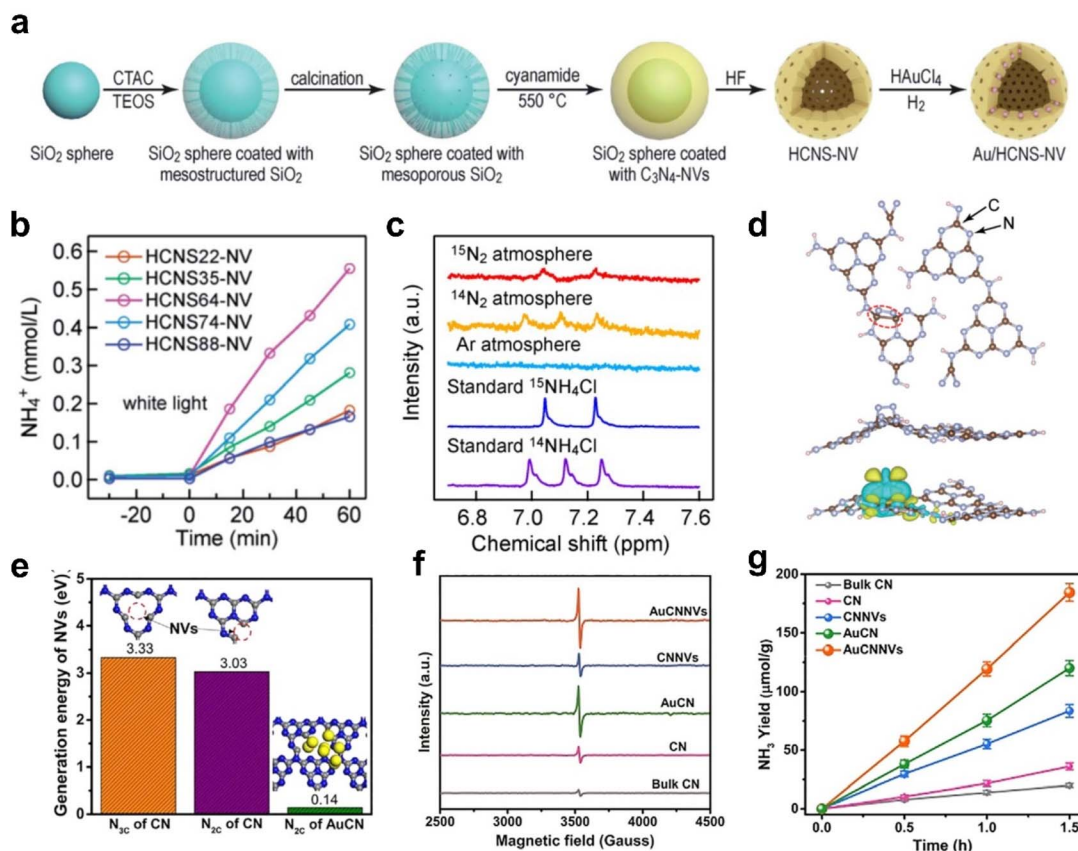 a
CTAC
TEOS
calcination
cyanamide
550 °C
HF
HAuCl4
H2
SiO2 sphere
SiO2 sphere coated with
mesostructured SiO2
SiO2 sphere coated with
mesoporous SiO2
SiO2 sphere coated
with C3N4-NVs
HCNS-NV
Au/HCNS-NV
b
NH4+ (mmol/L)
0.6
0.5
0.4
0.3
0.2
0.1
0.0
HCNS22-NV
HCNS35-NV
HCNS64-NV
HCNS74-NV
HCNS88-NV
white light
-20 0 20 40 60
Time (min)
c
Intensity (a.u.)
15N2 atmosphere
14N2 atmosphere
Ar atmosphere
Standard 15NH4Cl
Standard 14NH4Cl
6.8 7.0 7.2 7.4 7.6
Chemical shift (ppm)
d
C
N
e
Generation energy of NVs (eV)
5
4
3
2
1
0
NVs
3.33
3.03
0.14
N3C of CN
N2C of CN
N2C of AuCN
f
Intensity (a.u.)
AuCNNVs
CNNVs
AuCN
CN
Bulk CN
2500 3000 3500 4000 4500
Magnetic field (Gauss)
g
NH3 Yield (μmol/g)
200
150
100
50
0
Bulk CN
CN
CNNVs
AuCN
AuCNNVs
0.0 0.5 1.0 1.5
Time (h)